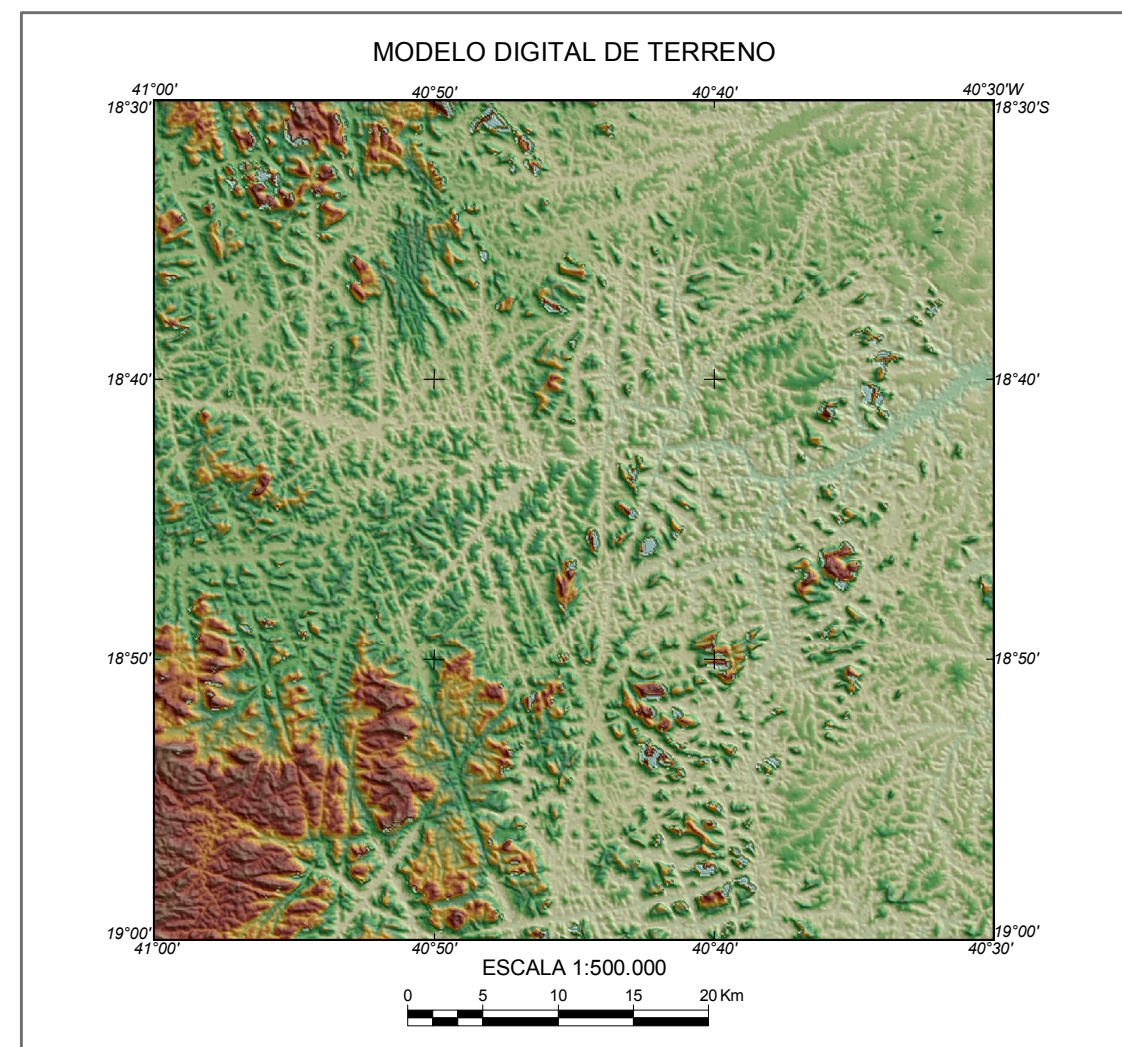 MODELO DIGITAL DE TERRENO
41°00' 40°50' 40°40' 40°30'W
18°30' 18°30'S
18°40' 18°40'
18°50' 18°50'
19°00' 19°00'
41°00' 40°50' 40°40' 40°30'
ESCALA 1:500.000
0 5 10 15 20 Km